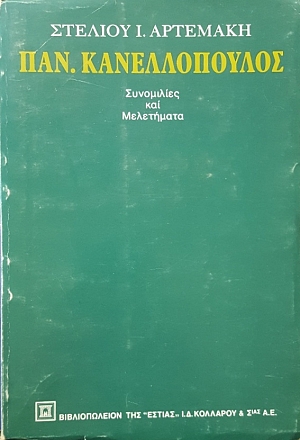 ΣΤΕΛΙΟΥ Ι. ΑΡΤΕΜΑΚΗ
ΠΑΝ. ΚΑΝΕΛΛΟΠΟΥΛΟΣ
Συνομιλίες
καί
Μελετήματα
ΒΙΒΛΙΟΠΩΛΕΙΟΝ ΤΗΣ "ΕΣΤΙΑΣ" Ι.Δ. ΚΟΛΛΑΡΟΥ & ΣΙΑΣ Α.Ε.